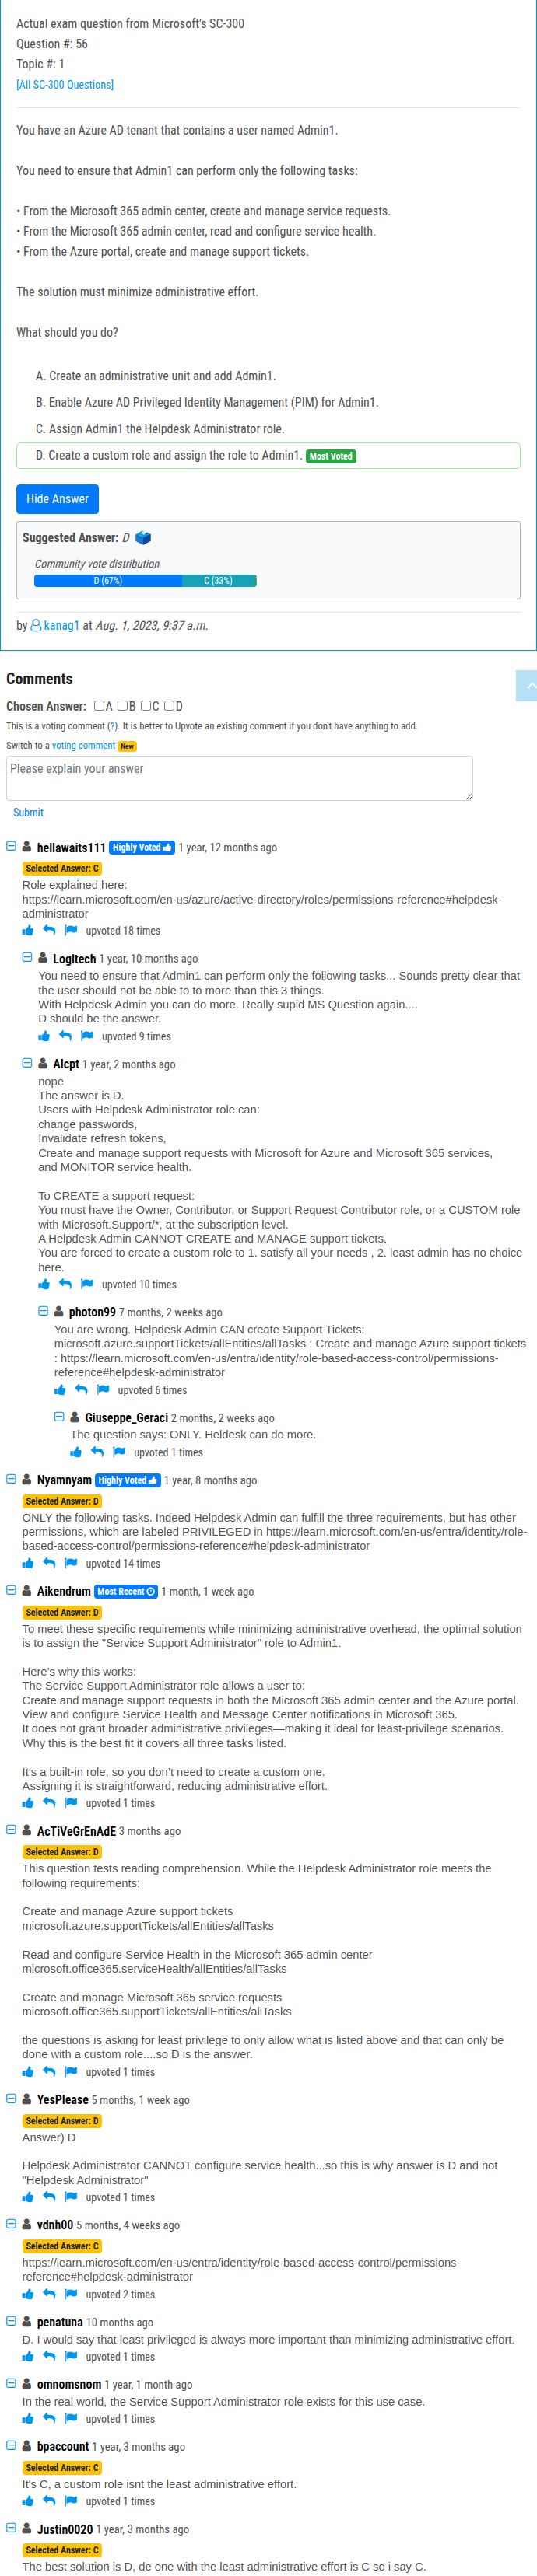 Actual exam question from Microsoft's SC-300
Question #: 56
Topic #: 1
[All SC-300 Questions]
You have an Azure AD tenant that contains a user named Admin1.
You need to ensure that Admin1 can perform only the following tasks:
• From the Microsoft 365 admin center, create and manage service requests.
• From the Microsoft 365 admin center, read and configure service health.
• From the Azure portal, create and manage support tickets.
The solution must minimize administrative effort.
What should you do?
A. Create an administrative unit and add Admin1.
B. Enable Azure AD Privileged Identity Management (PIM) for Admin1.
C. Assign Admin1 the Helpdesk Administrator role.
D. Create a custom role and assign the role to Admin1. Most Voted
Hide Answer
Suggested Answer: D
Community vote distribution
D (67%) C (33%)
by kanag1 at Aug. 1, 2023, 9:37 a.m.
Comments
Chosen Answer: A B C D
This is a voting comment (?). It is better to Upvote an existing comment if you don't have anything to add.
Switch to a voting comment New
Please explain your answer
Submit
hellawaits111 Highly Voted 1 year, 12 months ago
Selected Answer: C
Role explained here:
https://learn.microsoft.com/en-us/azure/active-directory/roles/permissions-reference#helpdesk-
administrator
upvoted 18 times
Logitech 1 year, 10 months ago
You need to ensure that Admin1 can perform only the following tasks... Sounds pretty clear that
the user should not be able to to more than this 3 things.
With Helpdesk Admin you can do more. Really supid MS Question again....
D should be the answer.
upvoted 9 times
Alcpt 1 year, 2 months ago
nope
The answer is D.
Users with Helpdesk Administrator role can:
change passwords,
Invalidate refresh tokens,
Create and manage support requests with Microsoft for Azure and Microsoft 365 services,
and MONITOR service health.
To CREATE a support request:
You must have the Owner, Contributor, or Support Request Contributor role, or a CUSTOM role
with Microsoft.Support/*, at the subscription level.
A Helpdesk Admin CANNOT CREATE and MANAGE support tickets.
You are forced to create a custom role to 1. satisfy all your needs , 2. least admin has no choice
here.
upvoted 10 times
photon99 7 months, 2 weeks ago
You are wrong. Helpdesk Admin CAN create Support Tickets:
microsoft.azure.supportTickets/allEntities/allTasks : Create and manage Azure support tickets
: https://learn.microsoft.com/en-us/entra/identity/role-based-access-control/permissions-
reference#helpdesk-administrator
upvoted 6 times
Giuseppe_Geraci 2 months, 2 weeks ago
The question says: ONLY. Heldesk can do more.
upvoted 1 times
Nyamnyam Highly Voted 1 year, 8 months ago
Selected Answer: D
ONLY the following tasks. Indeed Helpdesk Admin can fulfill the three requirements, but has other
permissions, which are labeled PRIVILEGED in https://learn.microsoft.com/en-us/entra/identity/role-
based-access-control/permissions-reference#helpdesk-administrator
upvoted 14 times
Aikendrum Most Recent 1 month, 1 week ago
Selected Answer: D
To meet these specific requirements while minimizing administrative overhead, the optimal solution
is to assign the "Service Support Administrator" role to Admin1.
Here's why this works:
The Service Support Administrator role allows a user to:
Create and manage support requests in both the Microsoft 365 admin center and the Azure portal.
View and configure Service Health and Message Center notifications in Microsoft 365.
It does not grant broader administrative privileges—making it ideal for least-privilege scenarios.
Why this is the best fit it covers all three tasks listed.
It's a built-in role, so you don't need to create a custom one.
Assigning it is straightforward, reducing administrative effort.
upvoted 1 times
AcTiVeGrEnAdE 3 months ago
Selected Answer: D
This question tests reading comprehension. While the Helpdesk Administrator role meets the
following requirements:
Create and manage Azure support tickets
microsoft.azure.supportTickets/allEntities/allTasks
Read and configure Service Health in the Microsoft 365 admin center
microsoft.office365.serviceHealth/allEntities/allTasks
Create and manage Microsoft 365 service requests
microsoft.office365.supportTickets/allEntities/allTasks
the questions is asking for least privilege to only allow what is listed above and that can only be
done with a custom role....so D is the answer.
upvoted 1 times
YesPlease 5 months, 1 week ago
Selected Answer: D
Answer) D
Helpdesk Administrator CANNOT configure service health...so this is why answer is D and not
"Helpdesk Administrator"
upvoted 1 times
vdnh00 5 months, 4 weeks ago
Selected Answer: C
https://learn.microsoft.com/en-us/entra/identity/role-based-access-control/permissions-
reference#helpdesk-administrator
upvoted 2 times
penatuna 10 months ago
D. I would say that least privileged is always more important than minimizing administrative effort.
upvoted 1 times
omnomsnom 1 year, 1 month ago
In the real world, the Service Support Administrator role exists for this use case.
upvoted 1 times
bpaccount 1 year, 3 months ago
Selected Answer: C
It's C, a custom role isnt the least administrative effort.
upvoted 1 times
Justin0020 1 year, 3 months ago
Selected Answer: C
The best solution is D, de one with the least administrative effort is C so i say C.